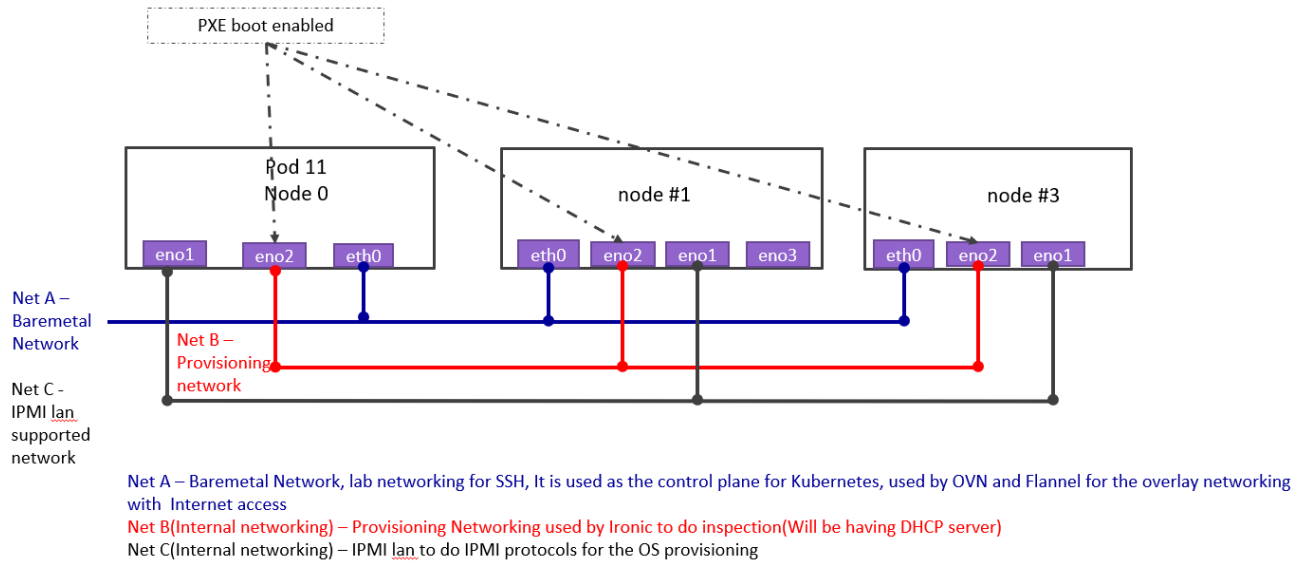 PXE boot enabled
Pod 11
Node 0
node #1
node #3
eno1
eno2
eth0
eth0
eno2
eno1
eno3
eth0
eno2
eno1
Net A –
Baremetal
Network
Net B –
Provisioning
network
Net C -
IPMI lan
supported
network
Net A – Baremetal Network, lab networking for SSH, It is used as the control plane for Kubernetes, used by OVN and Flannel for the overlay networking
with  Internet access
Net B(Internal networking) – Provisioning Networking used by Ironic to do inspection(Will be having DHCP server)
Net C(Internal networking) – IPMI lan to do IPMI protocols for the OS provisioning